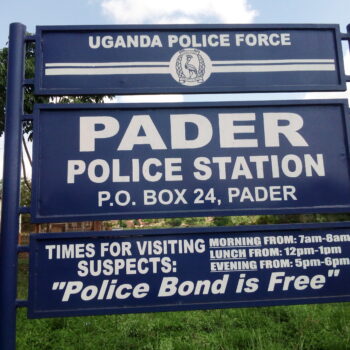 UGANDA POLICE FORCE
PADER
POLICE STATION
P.O. BOX 24, PADER
TIMES FOR VISITING SUSPECTS:
MORNING FROM: 7am-8am
LUNCH FROM: 12pm-1pm
EVENING FROM: 5pm-6pm
"Police Bond is Free"